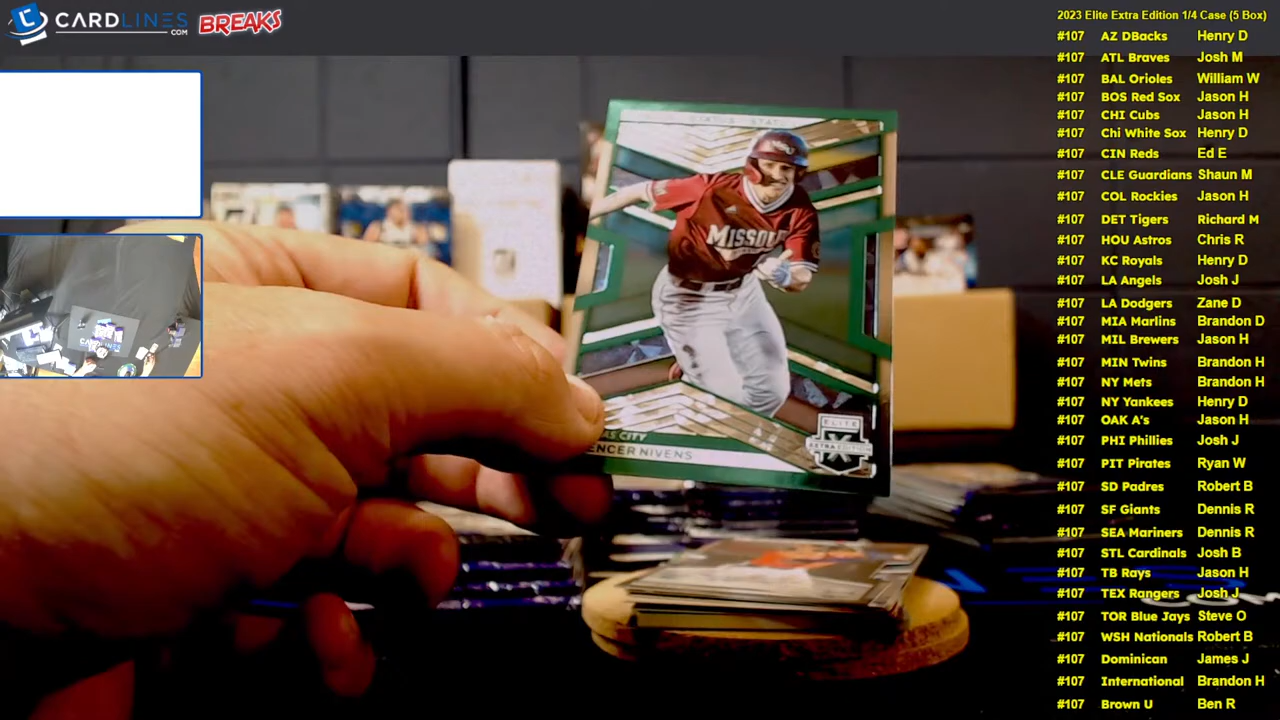 CARDLINES
.COM
BREAKS
2023 Elite Extra Edition 1/4 Case (5 Box)
#107 AZ DBacks Henry D
#107 ATL Braves Josh M
#107 BAL Orioles William W
#107 BOS Red Sox Jason H
#107 CHI Cubs Jason H
#107 Chi White Sox Henry D
#107 CIN Reds Ed E
#107 CLE Guardians Shaun M
#107 COL Rockies Jason H
#107 DET Tigers Richard M
#107 HOU Astros Chris R
#107 KC Royals Henry D
#107 LA Angels Josh J
#107 LA Dodgers Zane D
#107 MIA Marlins Brandon D
#107 MIL Brewers Jason H
#107 MIN Twins Brandon H
#107 NY Mets Brandon H
#107 NY Yankees Henry D
#107 OAK A's Jason H
#107 PHI Phillies Josh J
#107 PIT Pirates Ryan W
#107 SD Padres Robert B
#107 SF Giants Dennis R
#107 SEA Mariners Dennis R
#107 STL Cardinals Josh B
#107 TB Rays Jason H
#107 TEX Rangers Josh J
#107 TOR Blue Jays Steve O
#107 WSH Nationals Robert B
#107 Dominican James J
#107 International Brandon H
#107 Brown U Ben R
STATUS
MISSOU
AS CITY
ENCER NIVENS
ELITE
X
EXTRA EDITION
CARDLINES